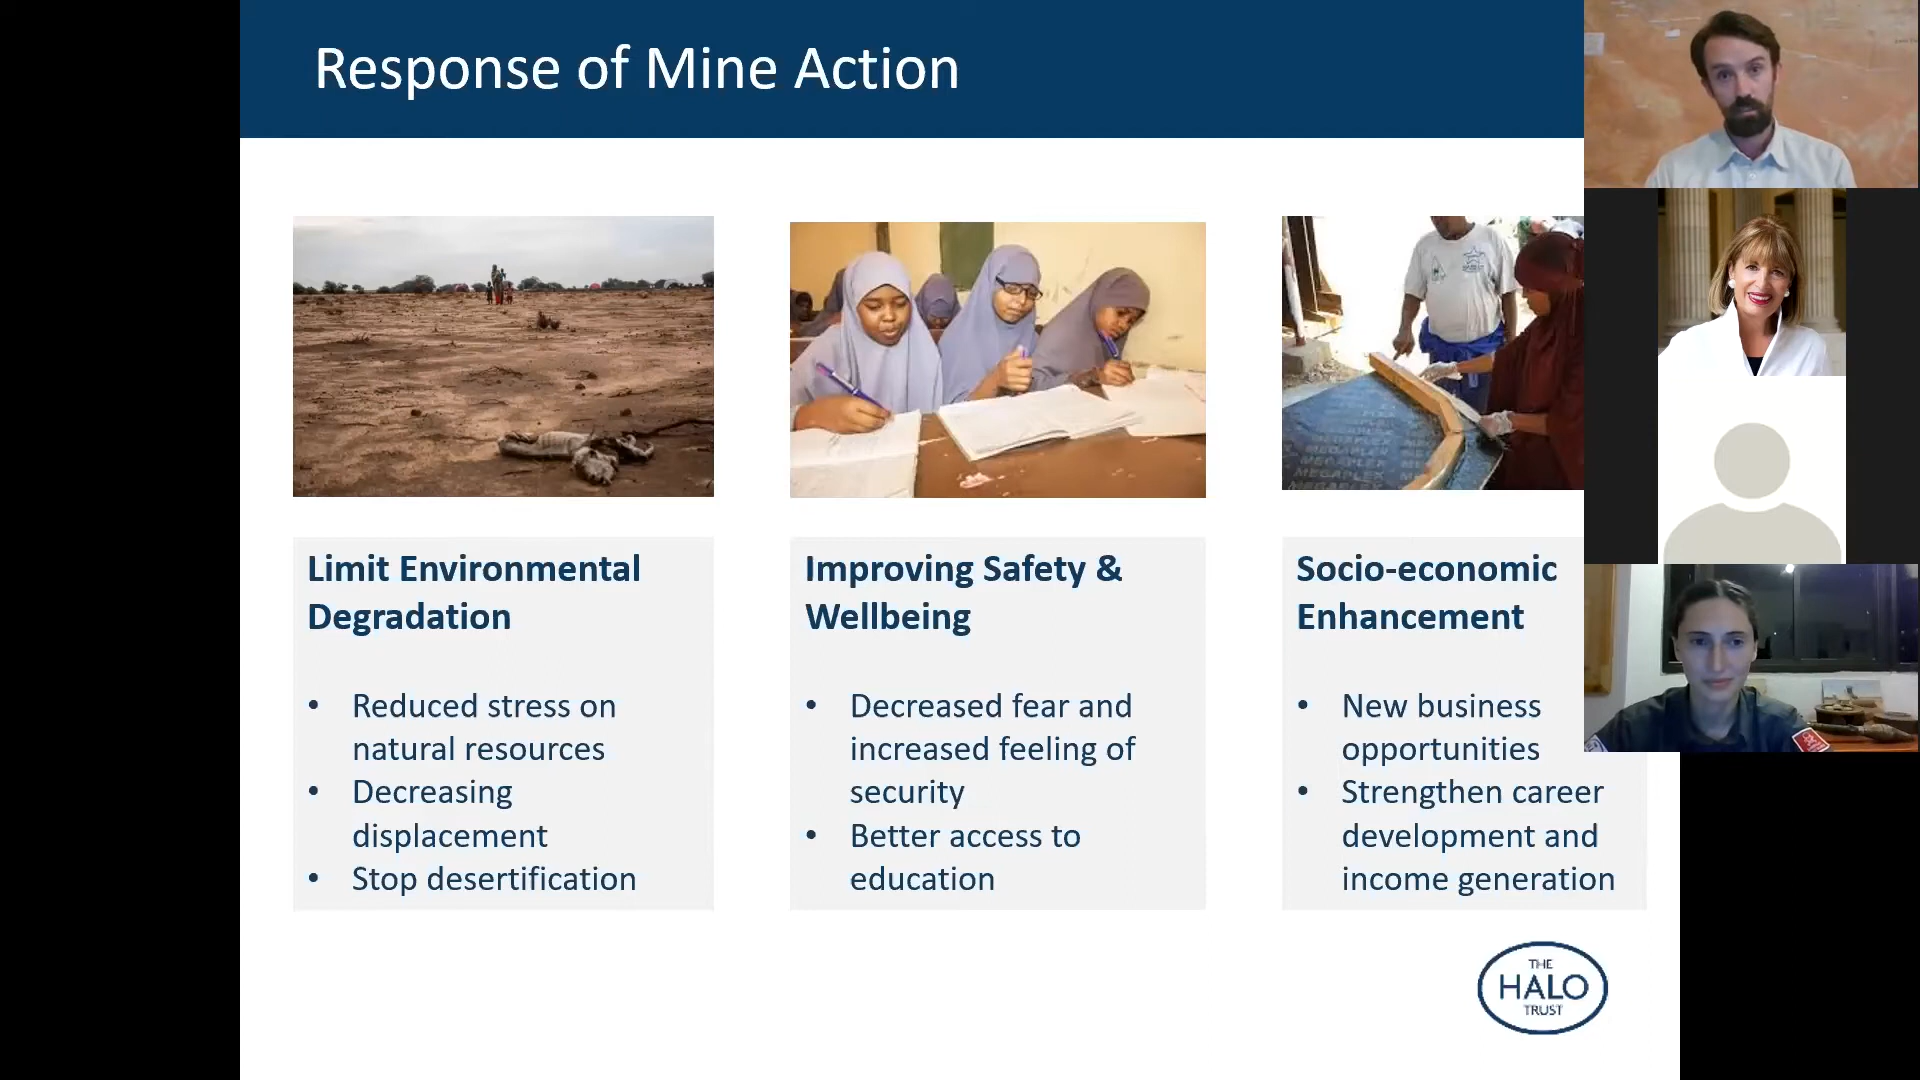 Response of Mine Action
Limit Environmental
Degradation
• Reduced stress on
natural resources
• Decreasing
displacement
• Stop desertification
Improving Safety &
Wellbeing
• Decreased fear and
increased feeling of
security
• Better access to
education
MEGAPLEX
MEGAPLEX
Socio-economic
Enhancement
• New business
opportunities
• Strengthen career
development and
income generation
THE
HALO
TRUST